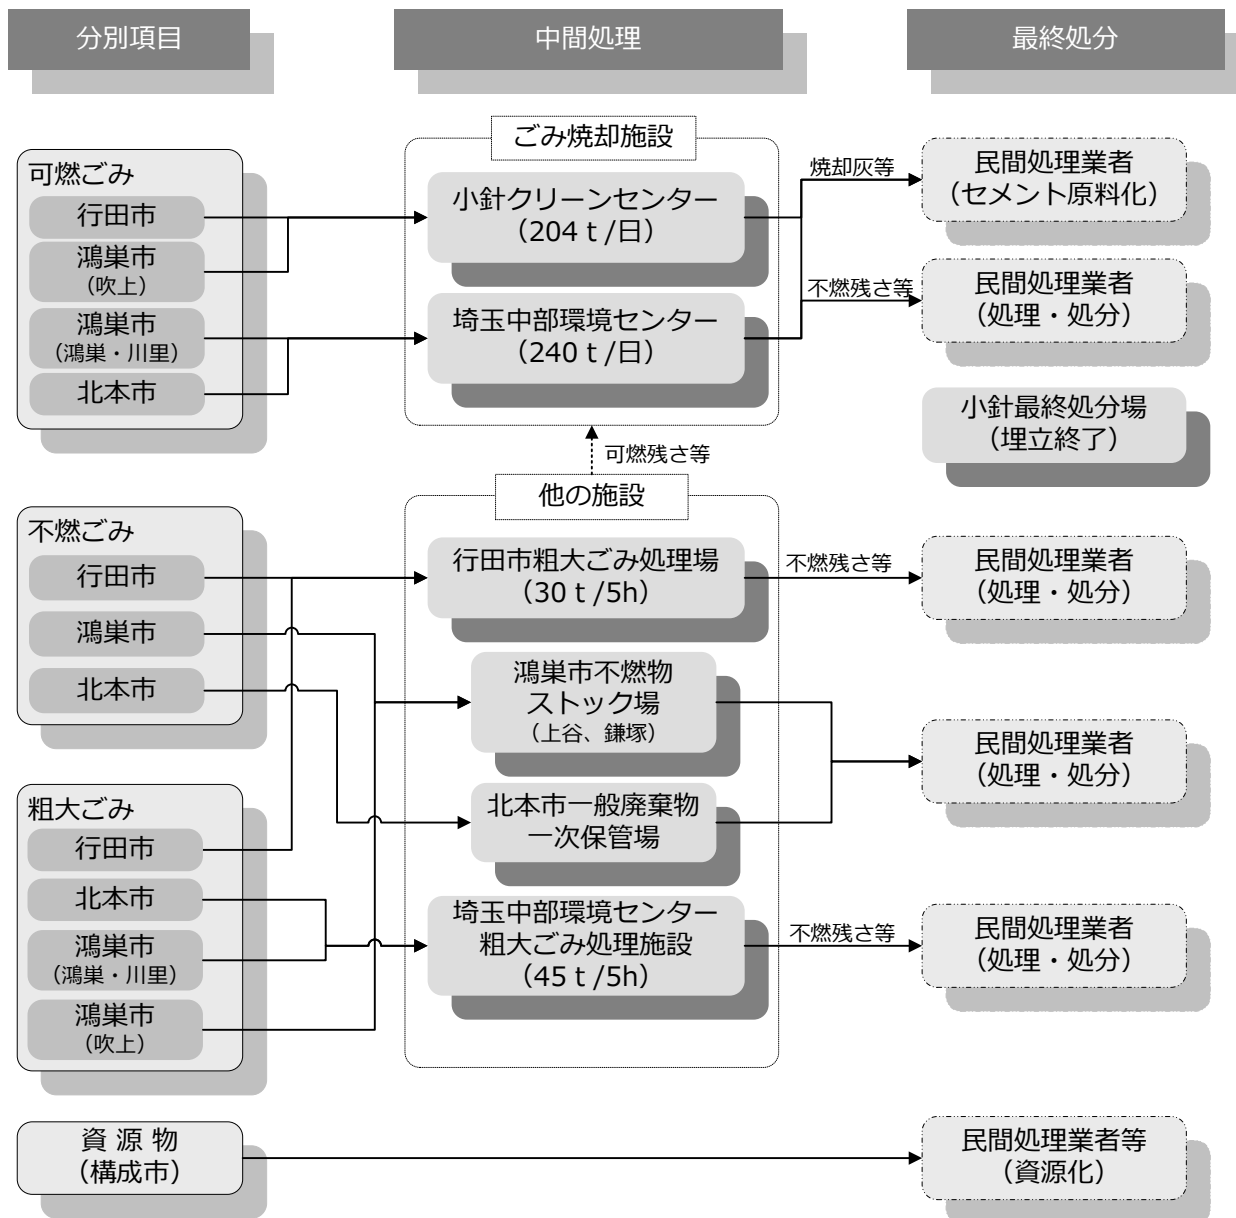 分別項目
中間処理
最終処分
可燃ごみ
行田市
鴻巣市
（吹上）
鴻巣市
（鴻巣・川里）
北本市
ごみ焼却施設
小針クリーンセンター
（204ｔ/日）
埼玉中部環境センター
（240ｔ/日）
焼却灰等
不燃残さ等
民間処理業者
（セメント原料化）
民間処理業者
（処理・処分）
小針最終処分場
（埋立終了）
可燃残さ等
不燃ごみ
行田市
鴻巣市
北本市
粗大ごみ
行田市
北本市
鴻巣市
（鴻巣・川里）
鴻巣市
（吹上）
他の施設
行田市粗大ごみ処理場
（30ｔ/5h）
鴻巣市不燃物
ストック場
（上谷、鎌塚）
北本市一般廃棄物
一次保管場
埼玉中部環境センター
粗大ごみ処理施設
（45ｔ/5h）
不燃残さ等
民間処理業者
（処理・処分）
民間処理業者
（処理・処分）
不燃残さ等
民間処理業者
（処理・処分）
資 源 物
（構成市）
民間処理業者等
（資源化）